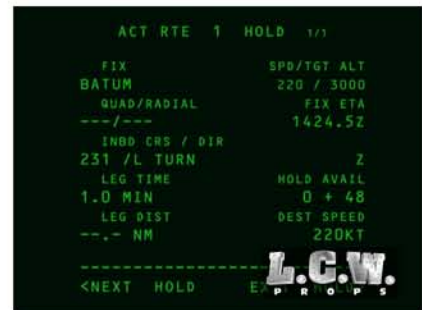 ACT RTE 1 HOLD 1/1
FIX SPD/TGT ALT
BATUM 220 / 3000
QUAD/RADIAL FIX ETA
---/--- 1424.5Z
INBD CRS / DIR
231 /L TURN Z
LEG TIME HOLD AVAIL
1.0 MIN 0 + 48
LEG DIST DEST SPEED
--.- NM 220KT
L.C.W.
PROPS
<NEXT HOLD